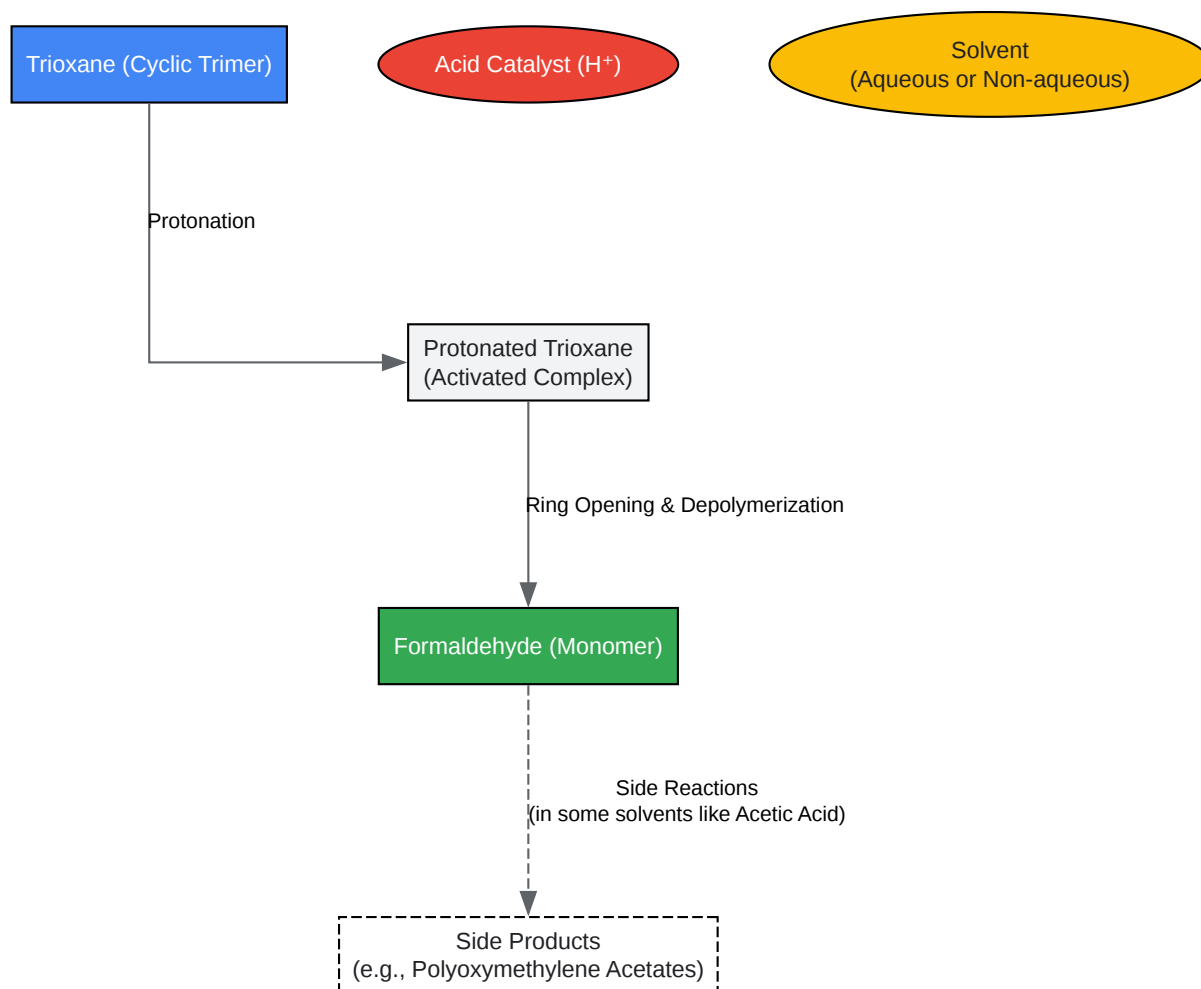 Trioxane (Cyclic Trimer)
Acid Catalyst (H⁺)
Solvent
(Aqueous or Non-aqueous)
Protonation
Protonated Trioxane
(Activated Complex)
Ring Opening & Depolymerization
Formaldehyde (Monomer)
Side Reactions
(in some solvents like Acetic Acid)
Side Products
(e.g., Polyoxymethylene Acetates)